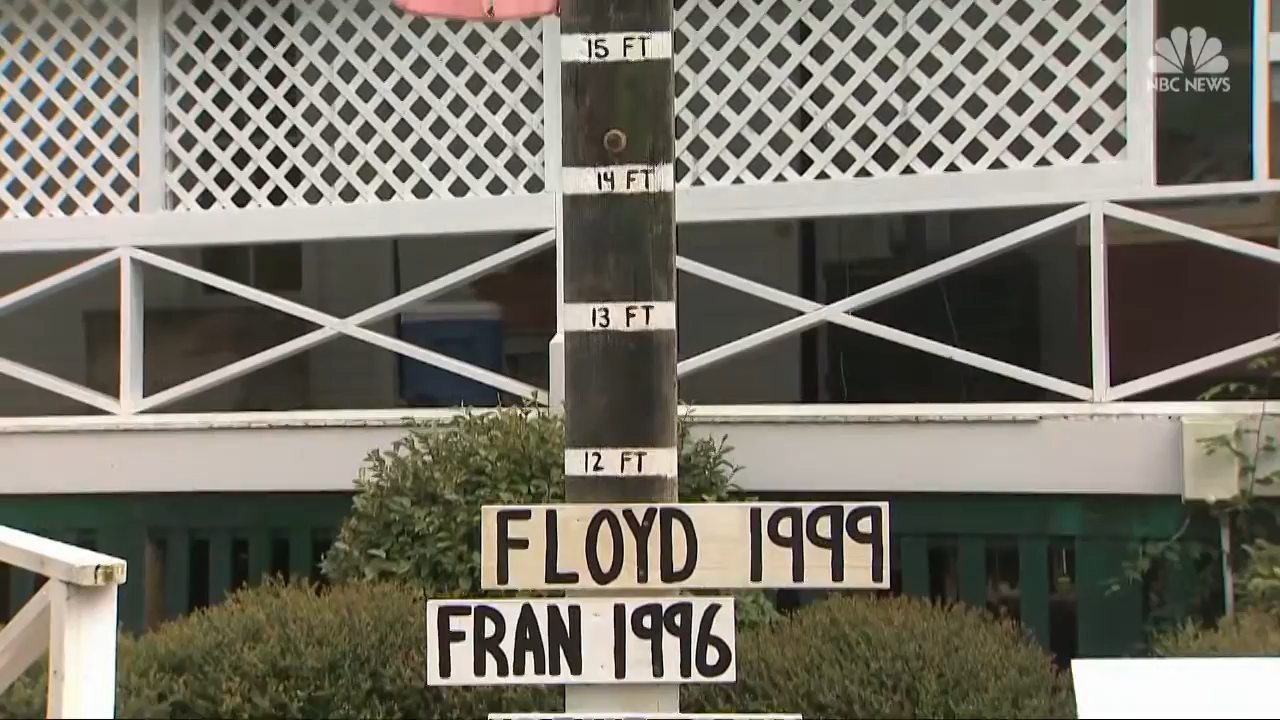 15 FT
NBC NEWS
14 FT
13 FT
12 FT
FLOYD 1999
FRAN 1996